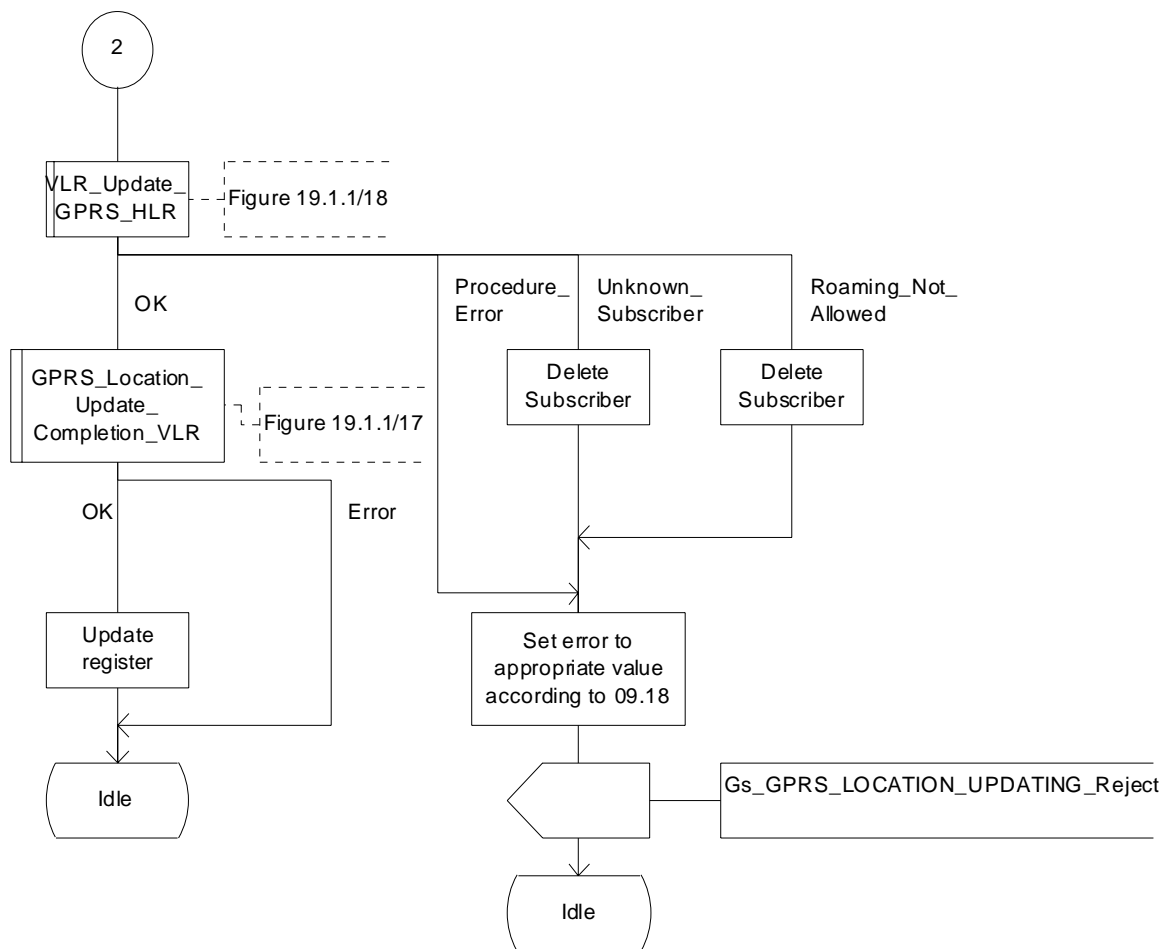 2
VLR_Update_
GPRS_HLR
Figure 19.1.1/18
OK
Procedure_
Error
Unknown_
Subscriber
Roaming_Not_
Allowed
GPRS_Location_
Update_
Completion_VLR
Figure 19.1.1/17
Delete
Subscriber
Delete
Subscriber
OK
Error
Update
register
Set error to
appropriate value
according to 09.18
Idle
Gs_GPRS_LOCATION_UPDATING_Reject
Idle